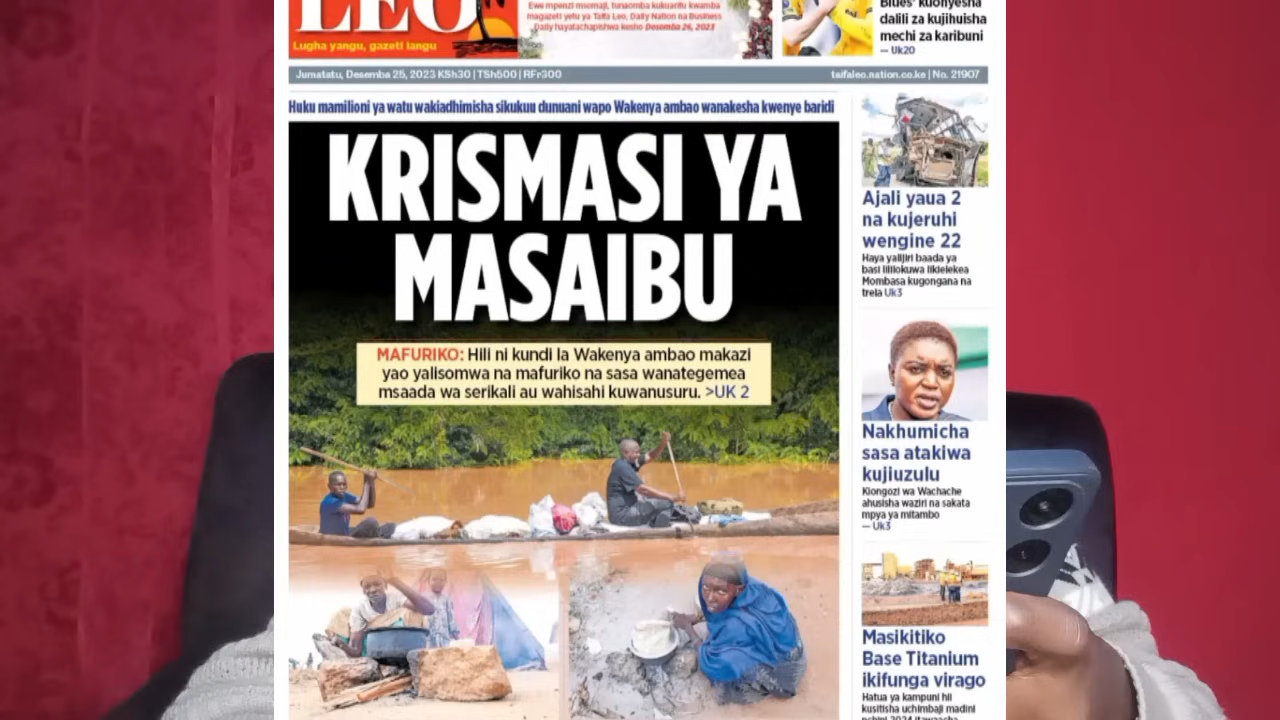 LEO
Lugha yangu, gazeti langu
Ewe mpenzi msomaji, tunaomba kukuarifu kwamba
magazeti yetu ya Taifa Leo, Daily Nation na Business
Daily hayatachapishwa kesho Desemba 26, 2023
Blues' kuonyesha
dalili za kujihuisha
mechi za karibuni
— Uk20
Jumatatu, Desemba 25, 2023 KSh30 | TSh500 | RFr300
taifaleo.nation.co.ke | No. 21907
Huku mamilioni ya watu wakiadhimisha sikukuu dunuani wapo Wakenya ambao wanakesha kwenye baridi
KRISMASI YA
MASAIBU
MAFURIKO: Hili ni kundi la Wakenya ambao makazi
yao yalisomwa na mafuriko na sasa wanategemea
msaada wa serikali au wahisahi kuwanusuru. >UK 2
Ajali yaua 2
na kujeruhi
wengine 22
Haya yalijiri baada ya
basi lililokuwa likielekea
Mombasa kugongana na
trela Uk3
Nakhumicha
sasa atakiwa
kujiuzulu
Kiongozi wa Wachache
ahusisha waziri na sakata
mpya ya mitambo
— Uk3
Masikitiko
Base Titanium
ikifunga virago
Hatua ya kampuni hii
kusitisha uchimbaji madini
nchini 2024 itawaacha